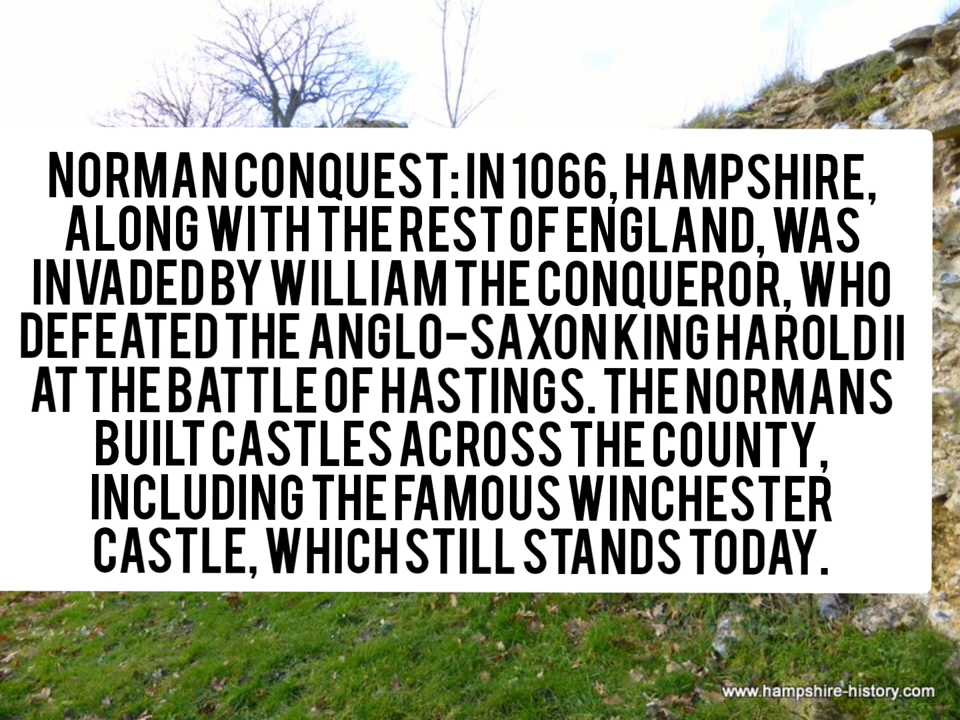 NORMAN CONQUEST: IN 1066, HAMPSHIRE,
ALONG WITH THE REST OF ENGLAND, WAS
INVADED BY WILLIAM THE CONQUEROR, WHO
DEFEATED THE ANGLO-SAXON KING HAROLD II
AT THE BATTLE OF HASTINGS. THE NORMANS
BUILT CASTLES ACROSS THE COUNTY,
INCLUDING THE FAMOUS WINCHESTER
CASTLE, WHICH STILL STANDS TODAY.
www.hampshire-history.com